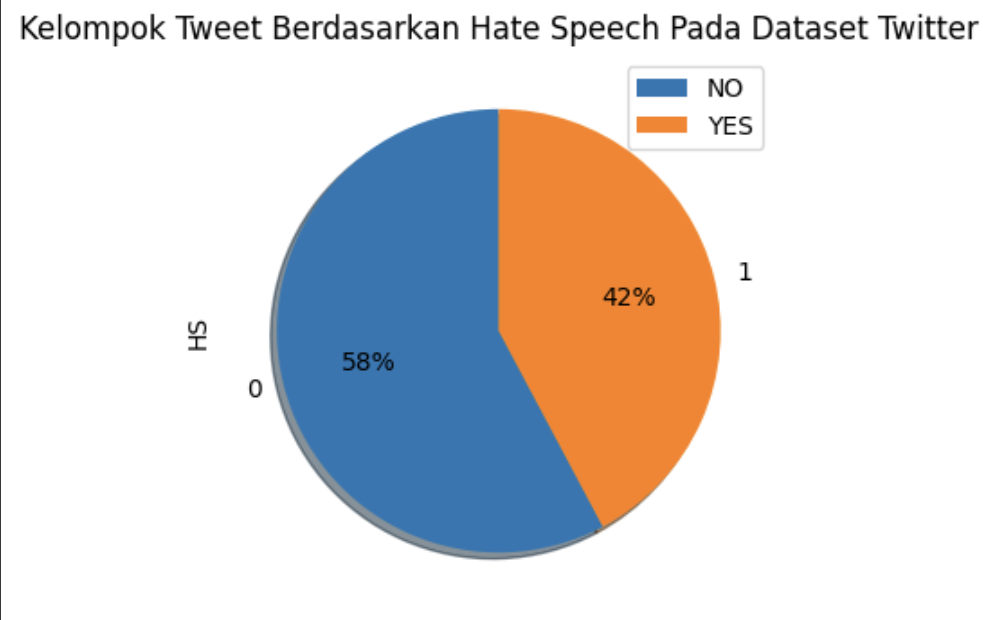 Kelompok Tweet Berdasarkan Hate Speech Pada Dataset Twitter
NO
YES
1
42%
HS
58%
0